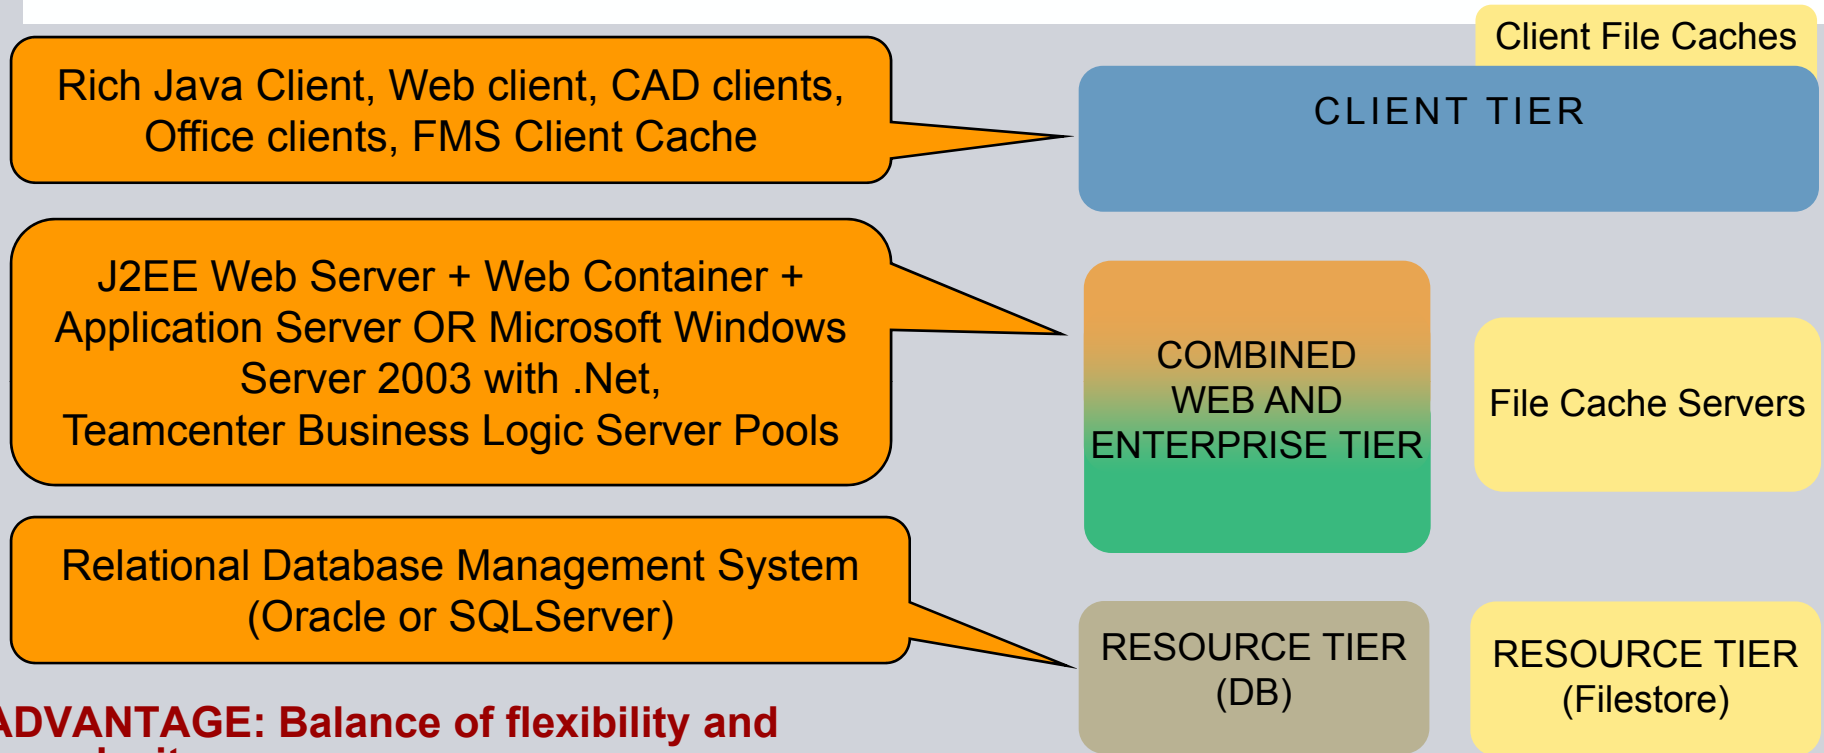 Client File Caches
Rich Java Client, Web client, CAD clients,
Office clients, FMS Client Cache
CLIENT TIER
J2EE Web Server + Web Container +
Application Server OR Microsoft Windows
Server 2003 with .Net,
Teamcenter Business Logic Server Pools
COMBINED
WEB AND
ENTERPRISE TIER
File Cache Servers
Relational Database Management System
(Oracle or SQLServer)
RESOURCE TIER
(DB)
RESOURCE TIER
(Filestore)
ADVANTAGE: Balance of flexibility and